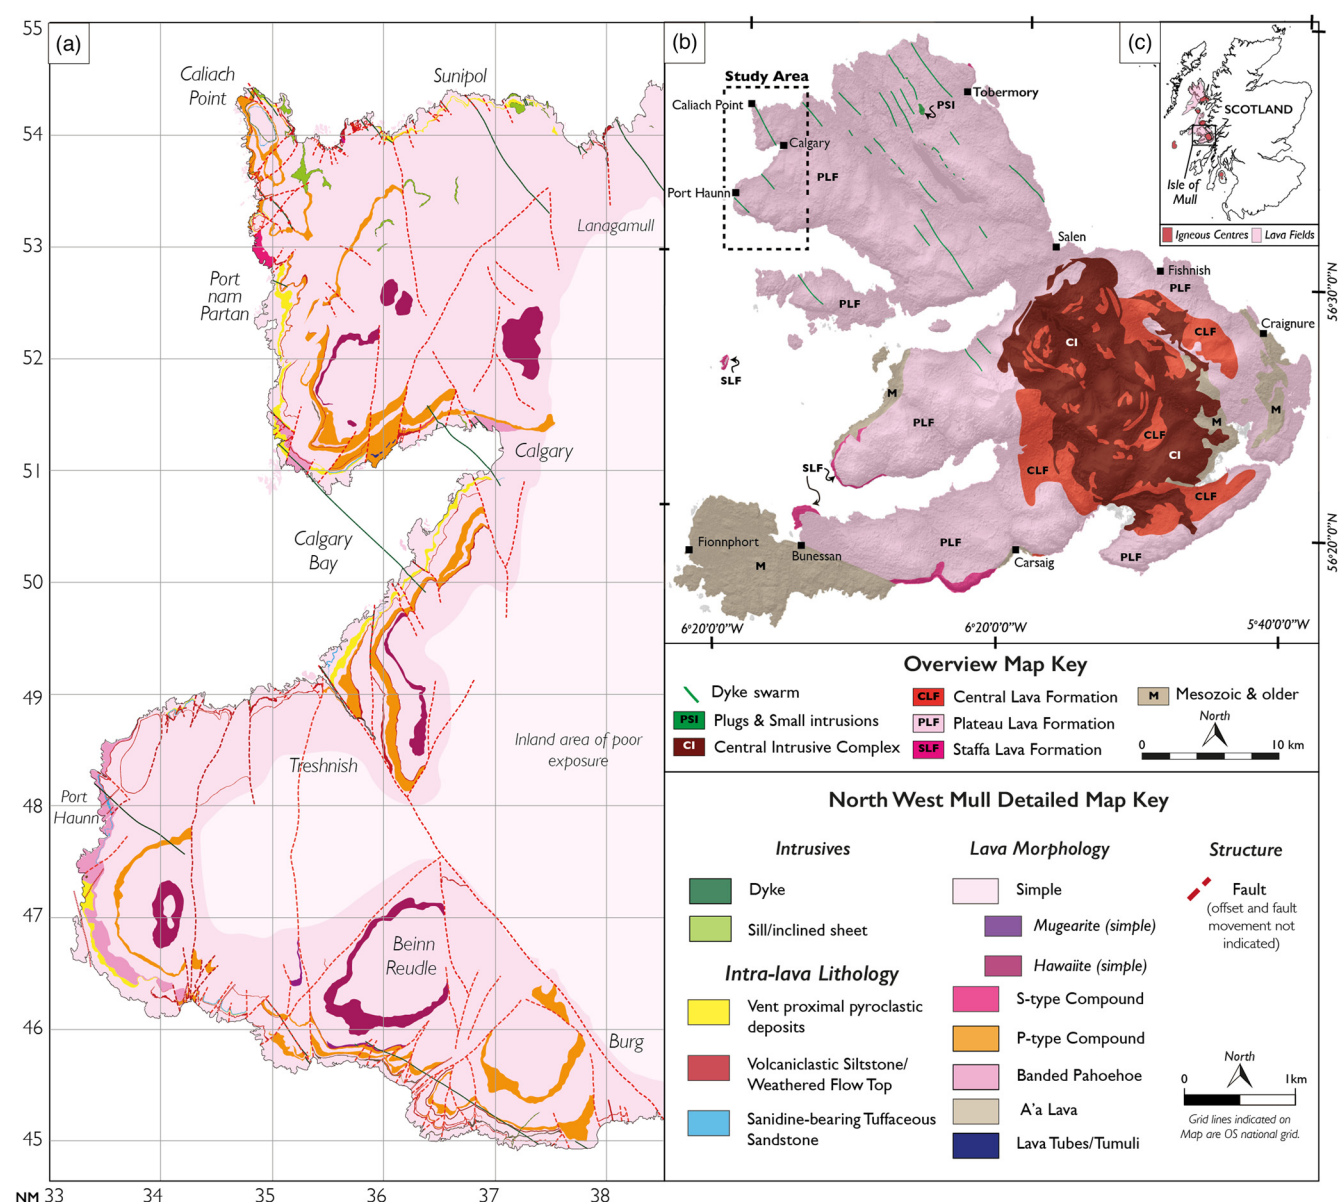 (a)
55
54
53
52
51
50
49
48
47
46
45
NM 33
34
35
36
37
38
Caliach
Point
Sunipol
Lanagamull
Port
nam
Partan
Calgary
Calgary
Bay
Inland area of poor
exposure
Treshnish
Port
Haunn
Beinn
Reudle
Burg
(b)
Study Area
Caliach Point
Calgary
Port Haunn
PLF
PSI
Tobermory
Salen
Fishnish
PLF
Craignure
CLF
CI
PLF
SLF
M
PLF
M
M
CLF
CI
CLF
CLF
SLF
Fionnphort
M
Bunessan
PLF
Carsaig
PLF
6°20'0"W
6°20'0"W
5°40'0"W
56°30'0"N
56°20'0"N
(c)
SCOTLAND
Isle of
Mull
Igneous Centres
Lava Fields
Overview Map Key
Dyke swarm
PSI Plugs & Small intrusions
CI Central Intrusive Complex
CLF Central Lava Formation
PLF Plateau Lava Formation
SLF Staffa Lava Formation
M Mesozoic & older
North
0 10 km
North West Mull Detailed Map Key
Intrusives
Dyke
Sill/inclined sheet
Intra-lava Lithology
Vent proximal pyroclastic
deposits
Volcaniclastic Siltstone/
Weathered Flow Top
Sanidine-bearing Tuffaceous
Sandstone
Lava Morphology
Simple
Mugearite (simple)
Hawaiite (simple)
S-type Compound
P-type Compound
Banded Pahoehoe
A'a Lava
Lava Tubes/Tumuli
Structure
Fault
(offset and fault
movement not
indicated)
North
0 1km
Grid lines indicated on
Map are OS national grid.